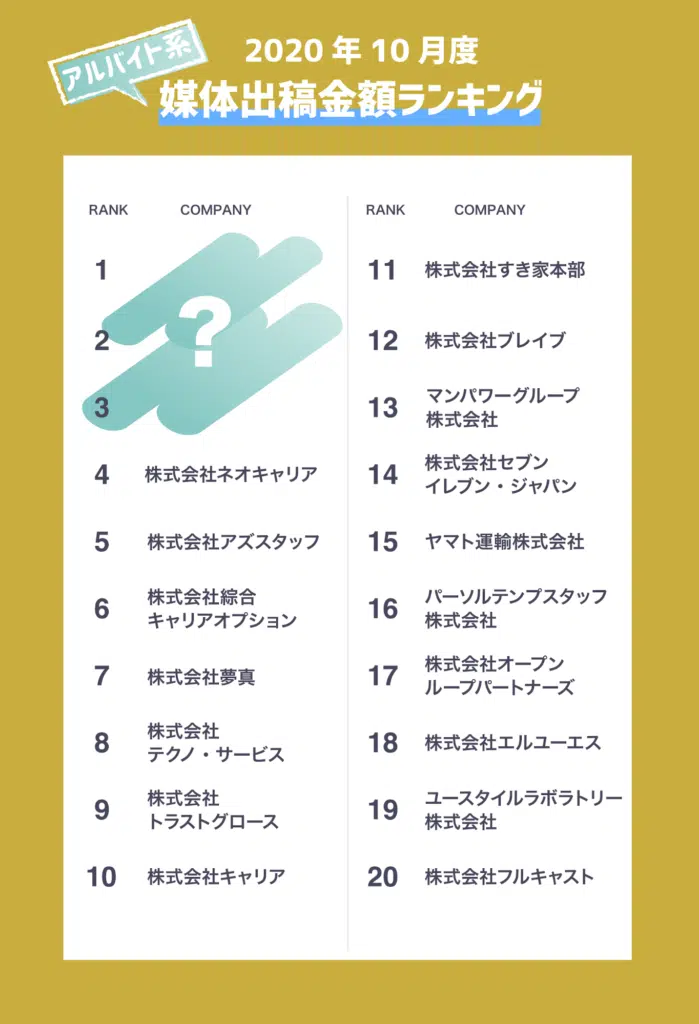 アルバイト系
2020年10月度
媒体出稿金額ランキング
RANK COMPANY
1
?
2
3
4 株式会社ネオキャリア
5 株式会社アズスタッフ
6 株式会社綜合
キャリアオプション
7 株式会社夢真
8 株式会社
テクノ・サービス
9 株式会社
トラストグロース
10 株式会社キャリア
RANK COMPANY
11 株式会社すき家本部
12 株式会社ブレイブ
13 マンパワーグループ
株式会社
14 株式会社セブン
イレブン・ジャパン
15 ヤマト運輸株式会社
16 パーソルテンプスタッフ
株式会社
17 株式会社オープン
ループパートナーズ
18 株式会社エルユーエス
19 ユースタイルラボラトリー
株式会社
20 株式会社フルキャスト